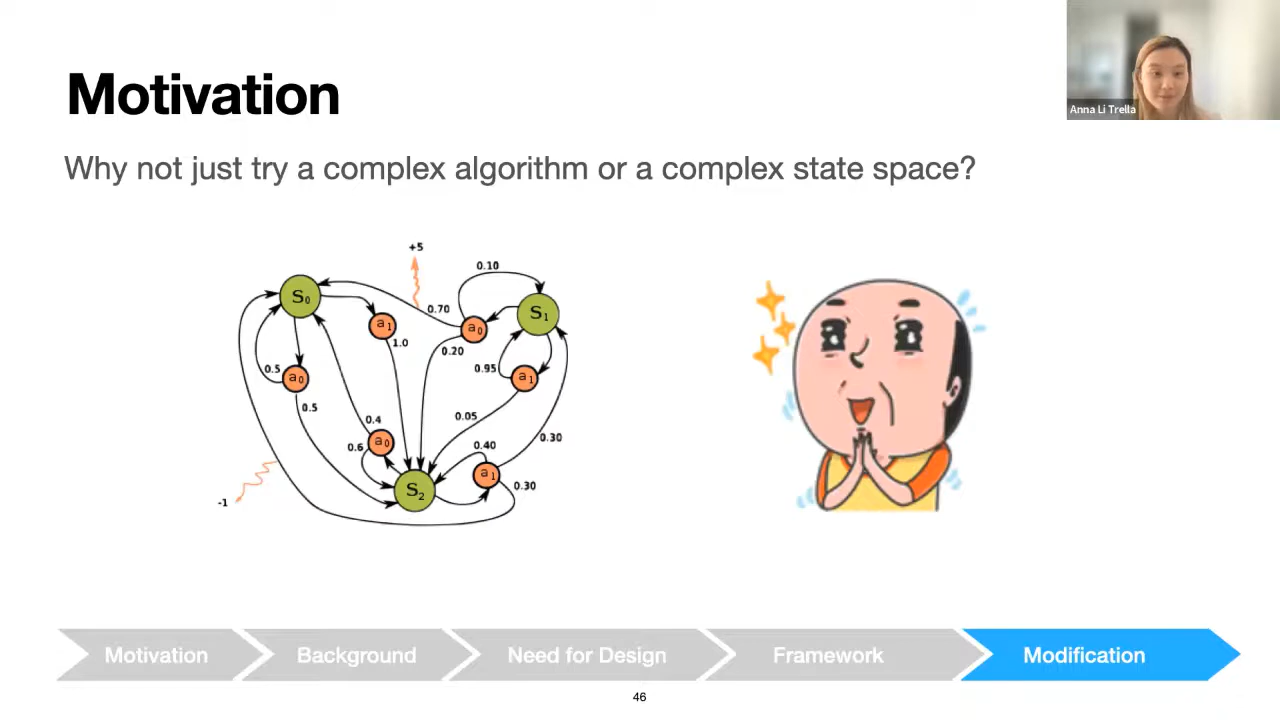 Motivation
Anna Li Trella
Why not just try a complex algorithm or a complex state space?
+5
0.10
S0
0.70
S1
a1
a0
1.0
0.20
0.5
a0
0.95
a1
0.5
0.4
0.05
a0
0.6
0.40
0.30
S2
a1
0.30
-1
Motivation
Background
Need for Design
Framework
Modification
46